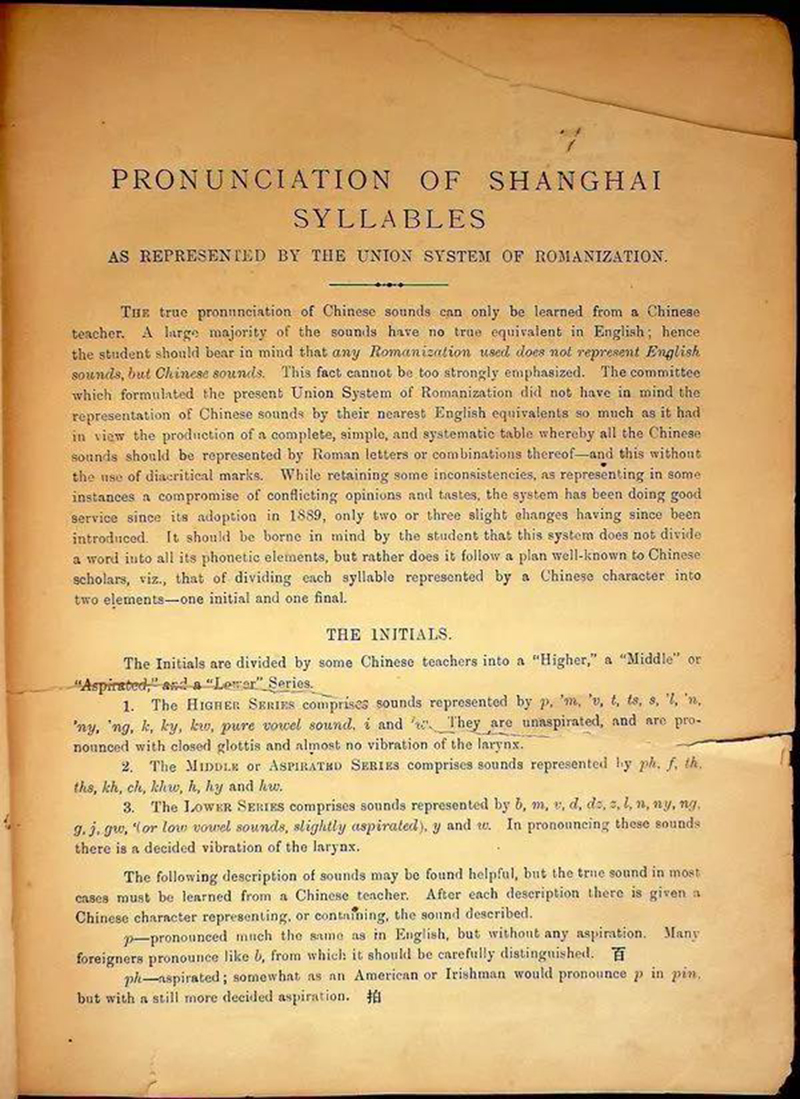 PRONUNCIATION OF SHANGHAI
SYLLABLES
AS REPRESENTED BY THE UNION SYSTEM OF ROMANIZATION.
THE true pronunciation of Chinese sounds can only be learned from a Chinese
teacher. A large majority of the sounds have no true equivalent in English; hence
the student should bear in mind that any Romanization used does not represent English
sounds, but Chinese sounds. This fact cannot be too strongly emphasized. The committee
which formulated the present Union System of Romanization did not have in mind the
representation of Chinese sounds by their nearest English equivalents so much as it had
in view the production of a complete, simple, and systematic table whereby all the Chinese
sounds should be represented by Roman letters or combinations thereof—and this without
the use of diacritical marks. While retaining some inconsistencies, as representing in some
instances a compromise of conflicting opinions and tastes, the system has been doing good
service since its adoption in 1889, only two or three slight changes having since been
introduced. It should be borne in mind by the student that this system does not divide
a word into all its phonetic elements, but rather does it follow a plan well-known to Chinese
scholars, viz., that of dividing each syllable represented by a Chinese character into
two elements—one initial and one final.
THE INITIALS.
The Initials are divided by some Chinese teachers into a "Higher," a "Middle" or
"Aspirated," and a "Lower" Series.
1. The HIGHER SERIES comprises sounds represented by p, 'm, 'v, t, ts, s, 'l, 'n,
'ny, 'ng, k, ky, kw, pure vowel sound, i and 'w. They are unaspirated, and are pro-
nounced with closed glottis and almost no vibration of the larynx.
2. The MIDDLE or ASPIRATED SERIES comprises sounds represented by ph, f, th,
ths, kh, ch, khw, h, hy and hw.
3. The LOWER SERIES comprises sounds represented by b, m, v, d, dz, z, l, n, ny, ng,
g, j, gw, '(or low vowel sounds, slightly aspirated), y and w. In pronouncing these sounds
there is a decided vibration of the larynx.
The following description of sounds may be found helpful, but the true sound in most
cases must be learned from a Chinese teacher. After each description there is given a
Chinese character representing, or containing, the sound described.
p—pronounced much the same as in English, but without any aspiration. Many
foreigners pronounce like b, from which it should be carefully distinguished. 百
ph—aspirated; somewhat as an American or Irishman would pronounce p in pin,
but with a still more decided aspiration. 拍